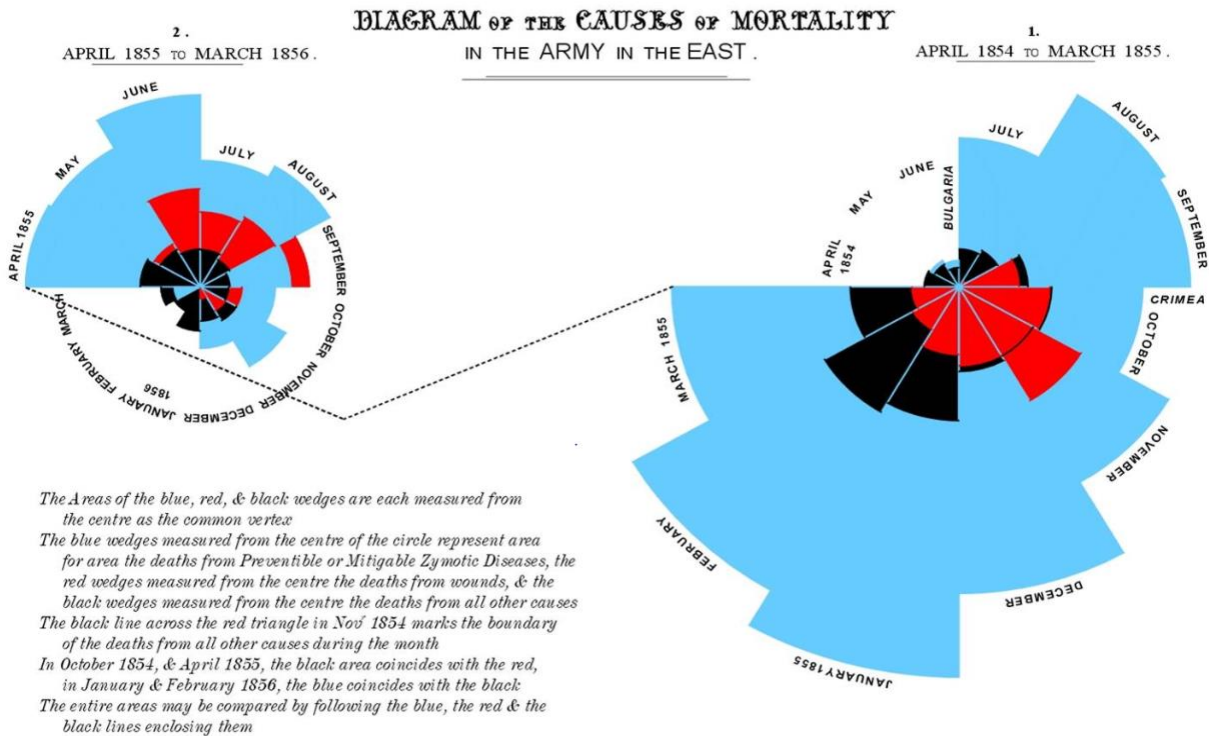 DIAGRAM OF THE CAUSES OF MORTALITY
IN THE ARMY IN THE EAST .
2 .
APRIL 1855 TO MARCH 1856 .
1.
APRIL 1854 TO MARCH 1855 .
APRIL 1855
MAY
JUNE
JULY
AUGUST
SEPTEMBER
OCTOBER
NOVEMBER
DECEMBER
JANUARY
1856
FEBRUARY
MARCH
APRIL
1854
MAY
JUNE
BULGARIA
JULY
AUGUST
SEPTEMBER
CRIMEA
OCTOBER
NOVEMBER
DECEMBER
JANUARY 1855
FEBRUARY
MARCH 1855
The Areas of the blue, red, & black wedges are each measured from
the centre as the common vertex
The blue wedges measured from the centre of the circle represent area
for area the deaths from Preventible or Mitigable Zymotic Diseases, the
red wedges measured from the centre the deaths from wounds, & the
black wedges measured from the centre the deaths from all other causes
The black line across the red triangle in Nov' 1854 marks the boundary
of the deaths from all other causes during the month
In October 1854, & April 1855, the black area coincides with the red,
in January & February 1856, the blue coincides with the black
The entire areas may be compared by following the blue, the red & the
black lines enclosing them